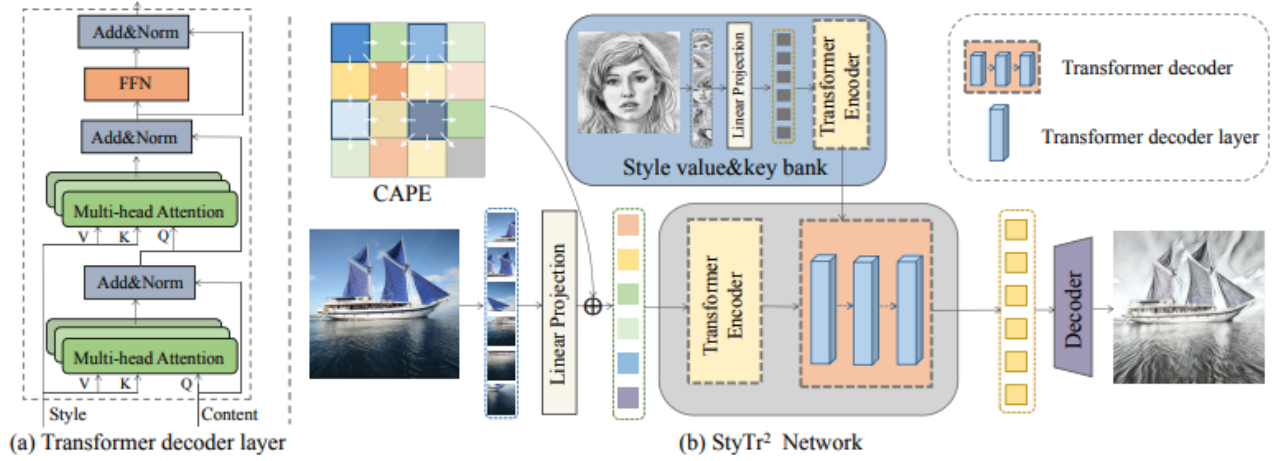 Add&Norm
FFN
Add&Norm
Multi-head Attention
V K Q
Add&Norm
Multi-head Attention
V K Q
Style Content
(a) Transformer decoder layer
CAPE
Linear Projection
Transformer
Encoder
Style value&key bank
Transformer decoder
Transformer decoder layer
Linear Projection
Transformer
Encoder
Decoder
(b) StyTr² Network